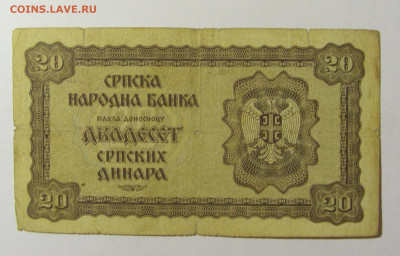 COINS.LAVE.RU
20 20
СРПСКА
НАРОДНА БАНКА
ПЛАЋА ДОНОСИОЦУ
ДВАДЕСЕТ
СРПСКИХ
ДИНАРА
20 20